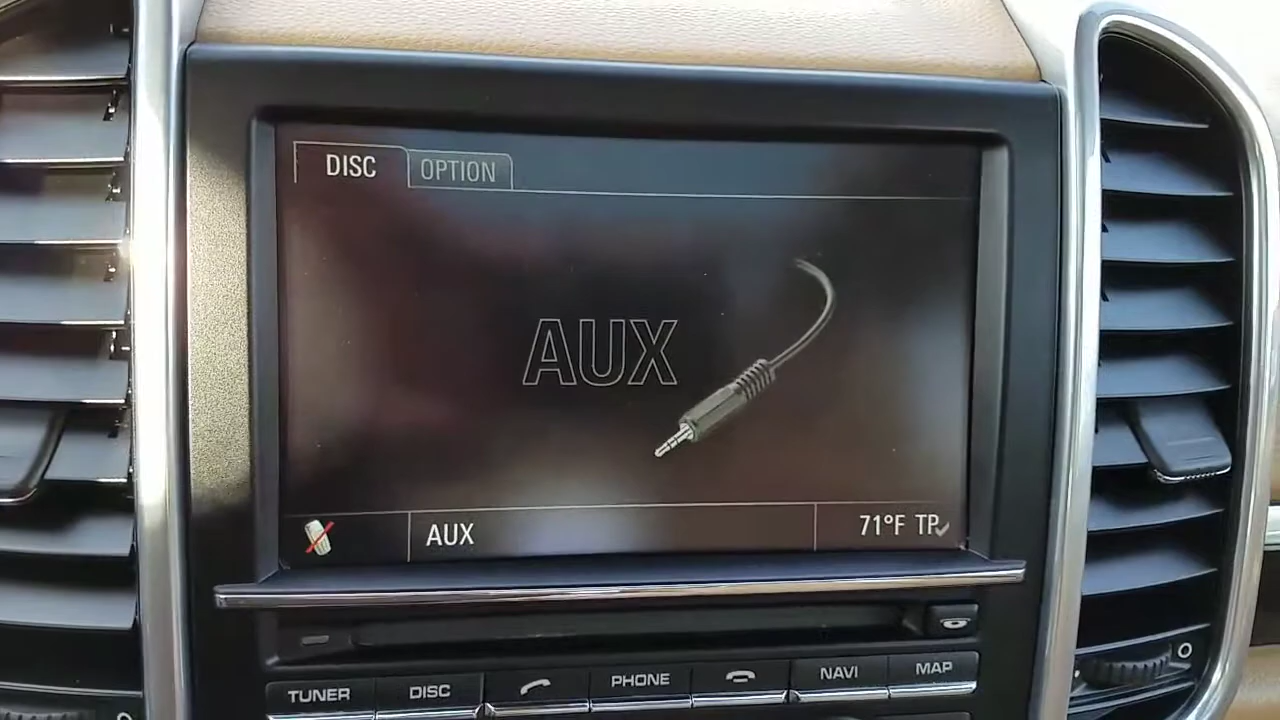 DISC OPTION
AUX
AUX 71°F TP
TUNER DISC PHONE NAVI MAP